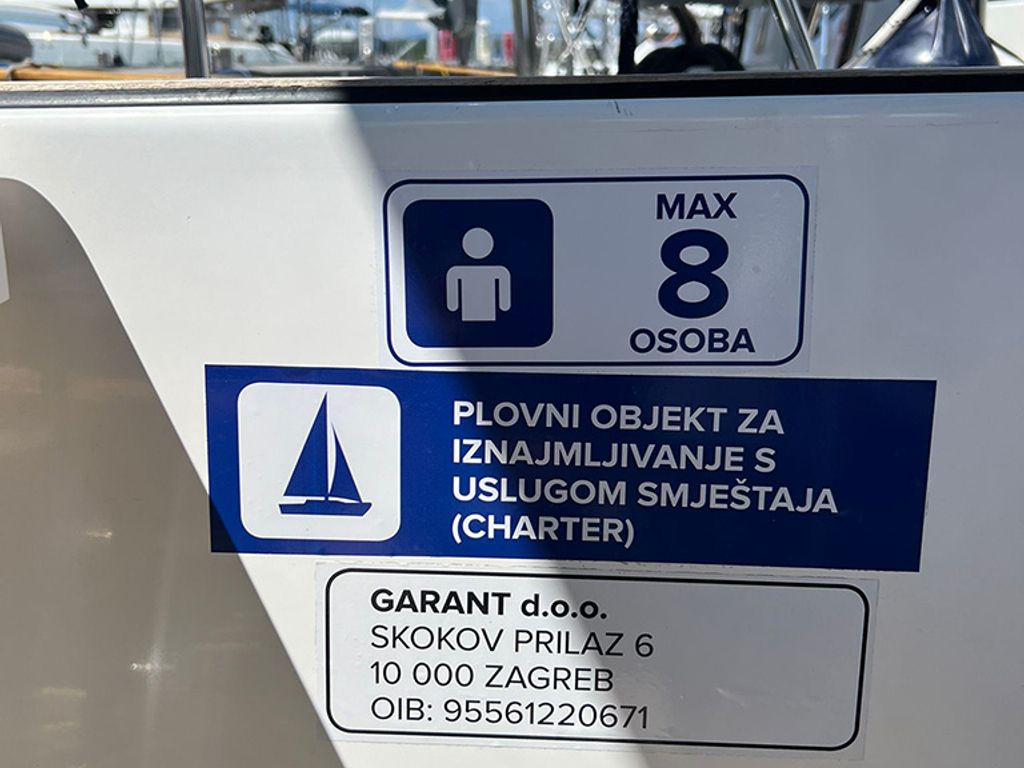 MAX
8
OSOBA
PLOVNI OBJEKT ZA
IZNAJMLJIVANJE S
USLUGOM SMJEŠTAJA
(CHARTER)
GARANT d.o.o.
SKOKOV PRILAZ 6
10 000 ZAGREB
OIB: 95561220671